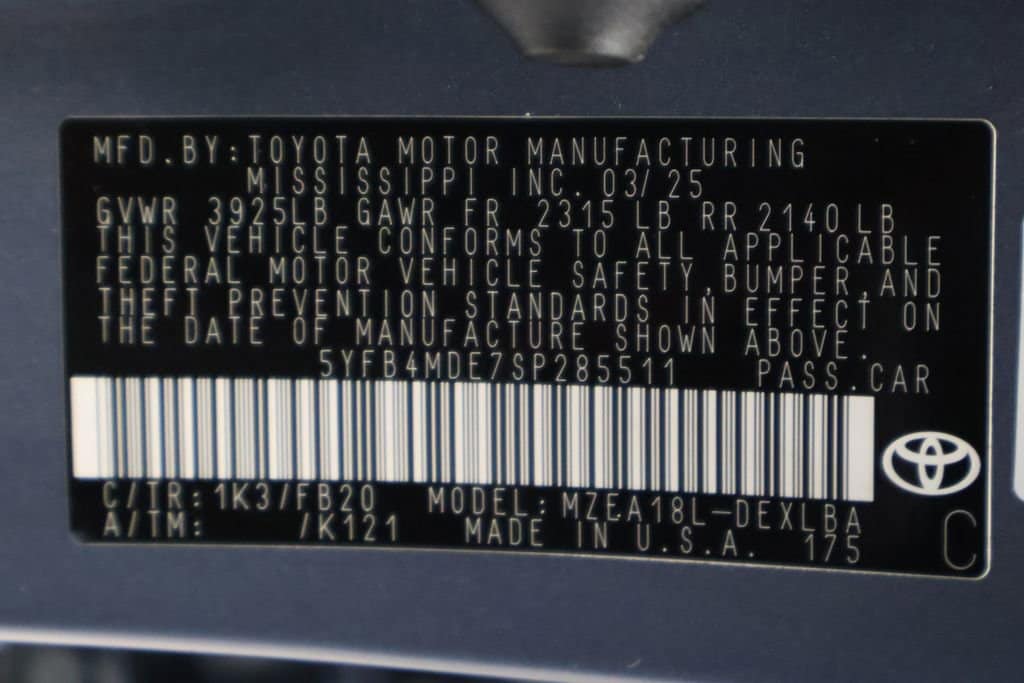 MFD.BY:TOYOTA MOTOR MANUFACTURING
MISSISSIPPI INC. 03/25
GVWR 3925LB GAWR FR 2315 LB RR 2140 LB
THIS VEHICLE CONFORMS TO ALL APPLICABLE
FEDERAL MOTOR VEHICLE SAFETY,BUMPER,AND
THEFT PREVENTION STANDARDS IN EFFECT ON
THE DATE OF MANUFACTURE SHOWN ABOVE.
5YFB4MDE7SP285511 PASS.CAR
C/TR:1K3/FB20 MODEL:MZEA18L-DEXLBA
A/TM: /K121 MADE IN U.S.A. 175
C